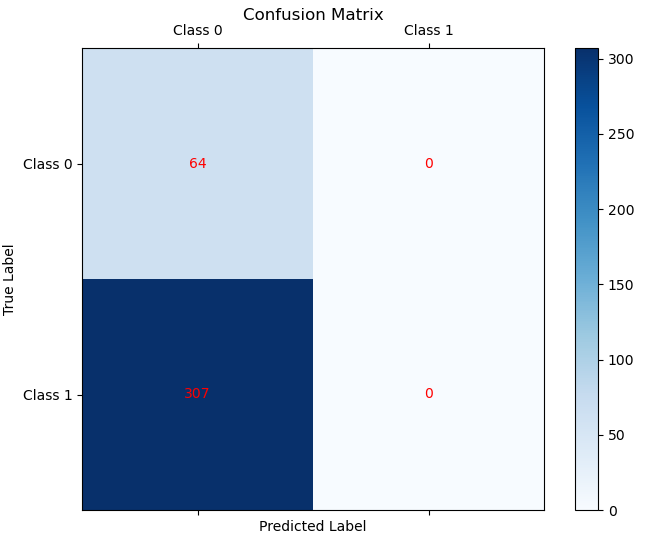 Confusion Matrix
Class 0 Class 1
Class 0 64 0
Class 1 307 0
True Label
Predicted Label
300
250
200
150
100
50
0